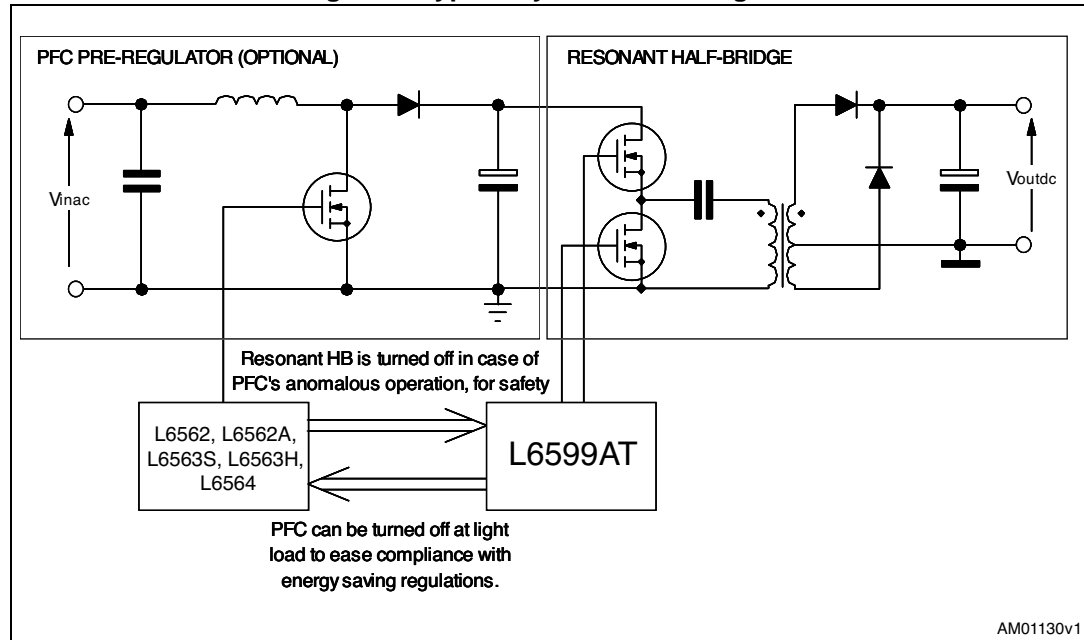 PFC PRE-REGULATOR (OPTIONAL)
RESONANT HALF-BRIDGE
Vinac
Voutdc
Resonant HB is turned off in case of
PFC's anomalous operation, for safety
L6562, L6562A,
L6563S, L6563H,
L6564
L6599AT
PFC can be turned off at light
load to ease compliance with
energy saving regulations.
AM01130v1